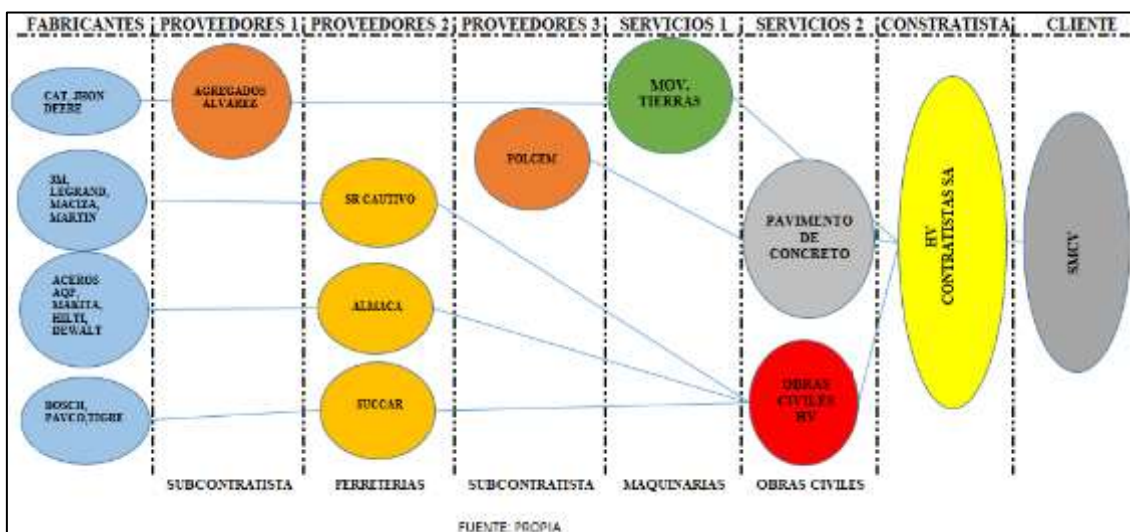 FABRICANTES PROVEEDORES 1 PROVEEDORES 2 PROVEEDORES 3 SERVICIOS 1 SERVICIOS 2 CONSTRATISTA CLIENTE
CAT, JHON
DEERE
AGREGADOS
ALVAREZ
MOV.
TIERRAS
3M,
LEGRAND,
MACIZA,
MARTIN
SR CAUTIVO
POLCEM
PAVIMENTO
DE
CONCRETO
HV
CONTRATISTAS SA
SMCV
ACEROS
AQP,
MAKITA,
HILTI,
DEWALT
ALMACA
BOSCH,
PAVCO,TIGRE
SUCCAR
OBRAS
CIVILES
HV
SUBCONTRATISTA FERRETERIAS SUBCONTRATISTA MAQUINARIAS OBRAS CIVILES
FUENTE: PROPIA